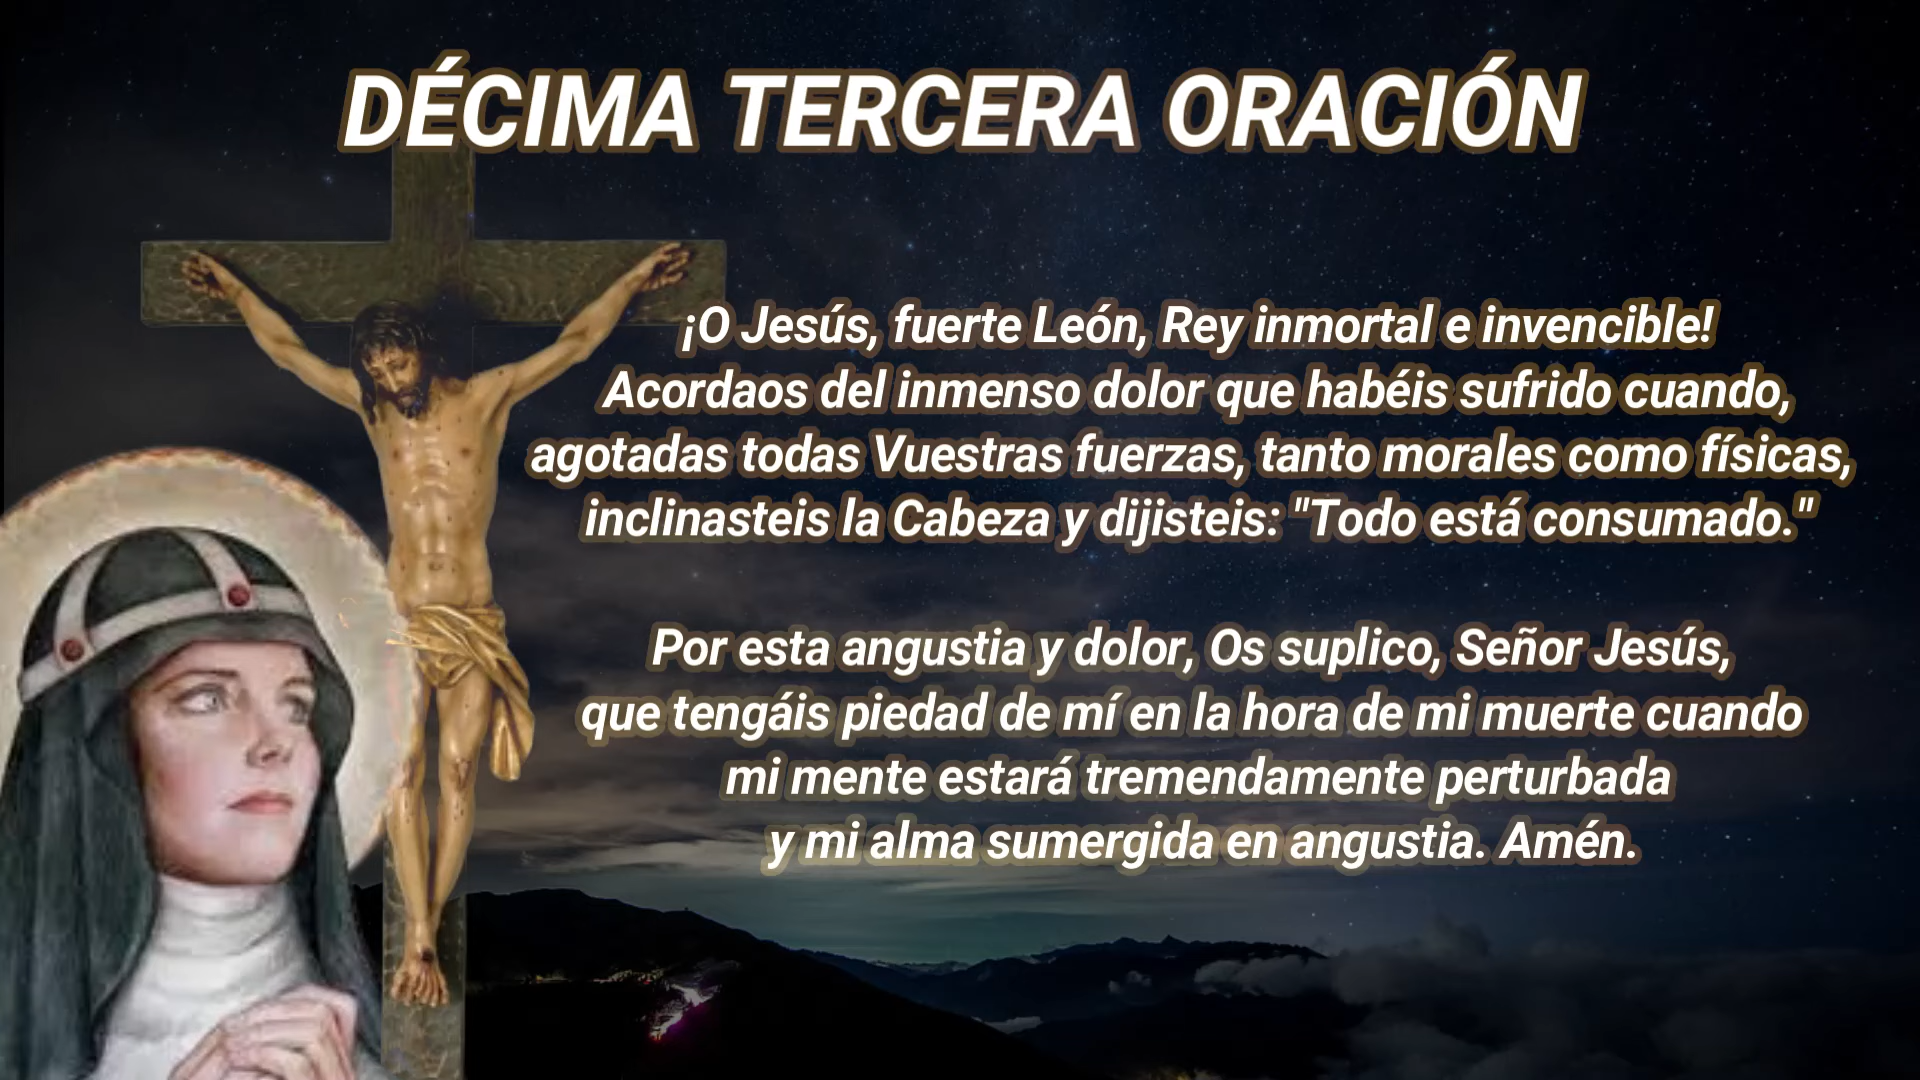 DÉCIMA TERCERA ORACIÓN
¡O Jesús, fuerte León, Rey inmortal e invencible!
Acordaos del inmenso dolor que habéis sufrido cuando,
agotadas todas Vuestras fuerzas, tanto morales como físicas,
inclinasteis la Cabeza y dijisteis: "Todo está consumado."
Por esta angustia y dolor, Os suplico, Señor Jesús,
que tengáis piedad de mí en la hora de mi muerte cuando
mi mente estará tremendamente perturbada
y mi alma sumergida en angustia. Amén.